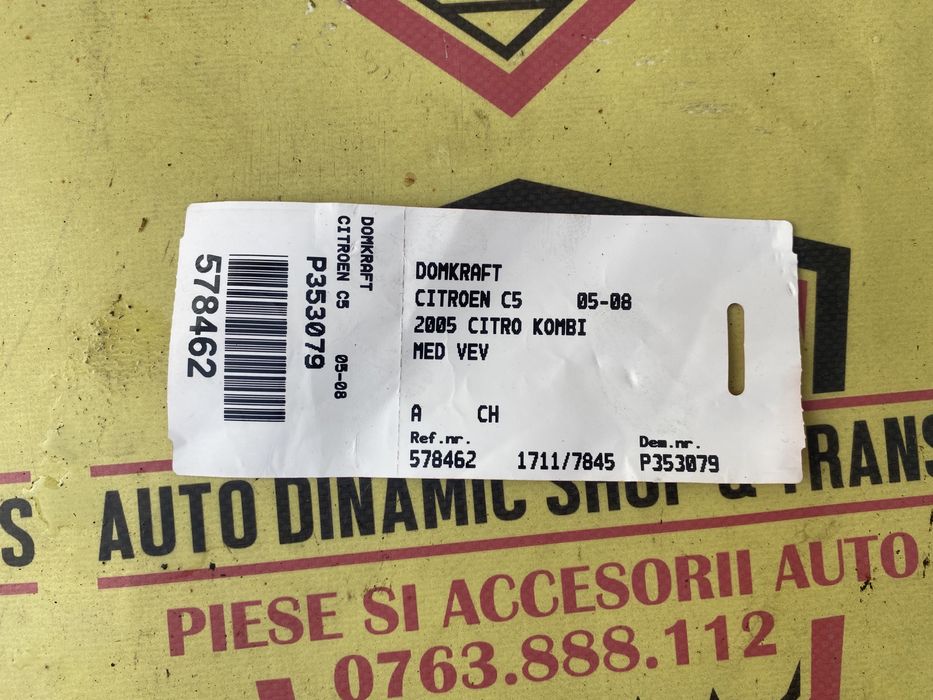 DOMKRAFT
CITROEN C5 05-08
P353079
578462
DOMKRAFT
CITROEN C5 05-08
2005 CITRO KOMBI
MED VEV
A CH
Ref.nr. Dem.nr.
578462 1711/7845 P353079
S AUTO DINAMIC SHOP & TRANS
PIESE SI ACCESORII AUTO
0763.888.112